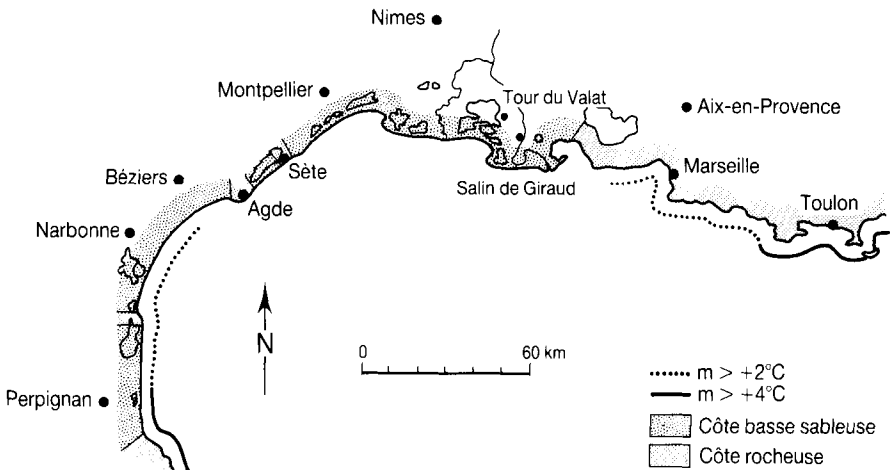 Nimes
Montpellier
Tour du Valat
Aix-en-Provence
Sète
Béziers
Salin de Giraud
Marseille
Agde
Toulon
Narbonne
N
0 60 km
m > +2°C
m > +4°C
Perpignan
Côte basse sableuse
Côte rocheuse